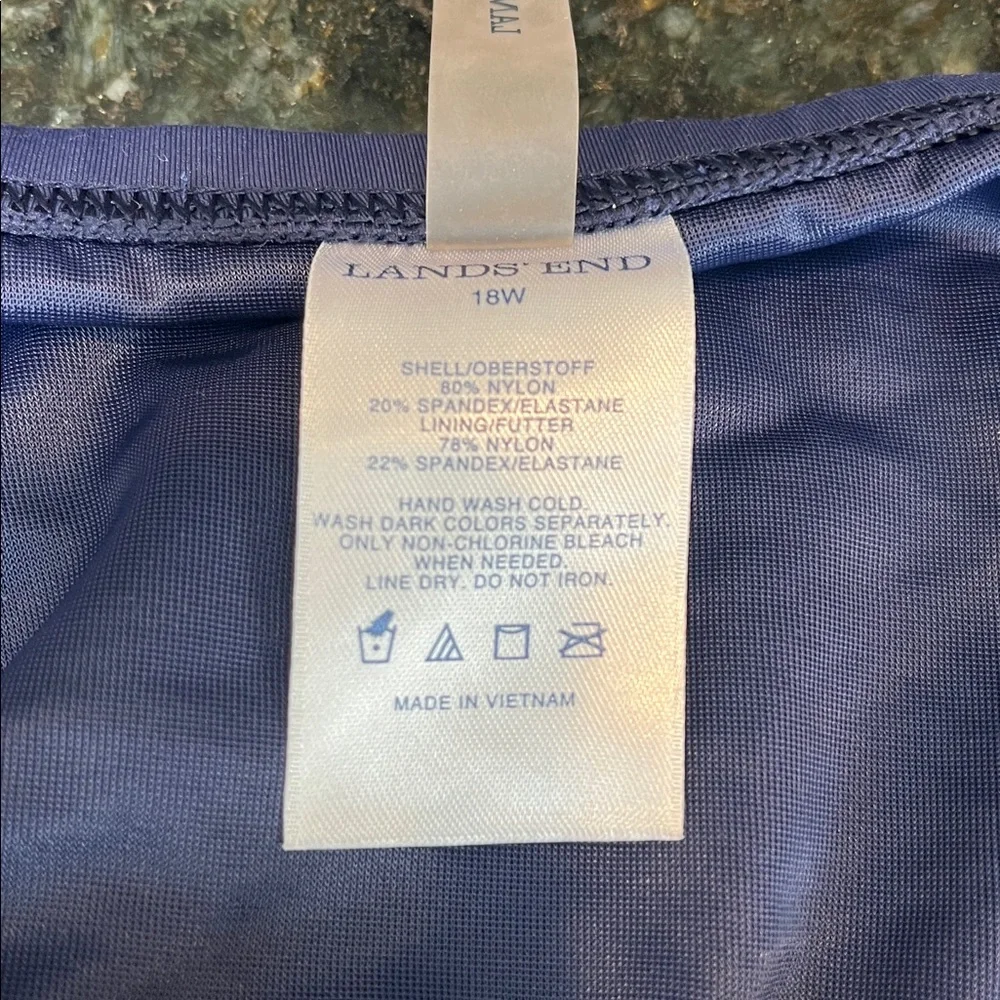 LANDS' END
18W
SHELL/OBERSTOFF
80% NYLON
20% SPANDEX/ELASTANE
LINING/FUTTER
78% NYLON
22% SPANDEX/ELASTANE
HAND WASH COLD.
WASH DARK COLORS SEPARATELY.
ONLY NON-CHLORINE BLEACH
WHEN NEEDED.
LINE DRY. DO NOT IRON.
MADE IN VIETNAM